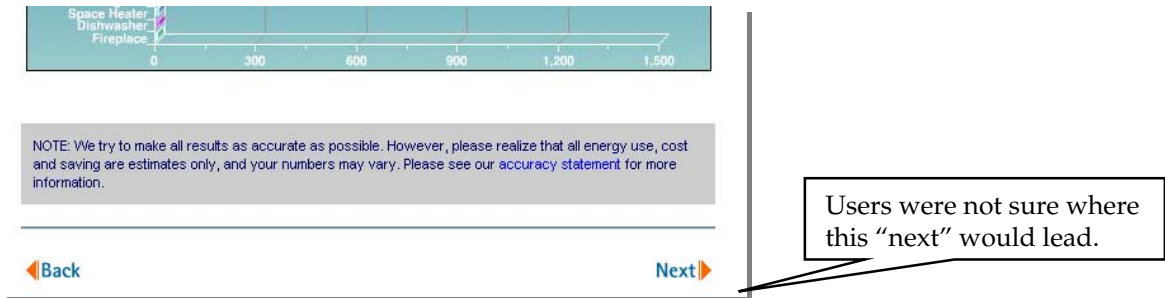 Space Heater
Dishwasher
Fireplace
0 300 600 900 1,200 1,500
NOTE: We try to make all results as accurate as possible. However, please realize that all energy use, cost
and saving are estimates only, and your numbers may vary. Please see our accuracy statement for more
information.
Users were not sure where
this “next” would lead.
Back Next